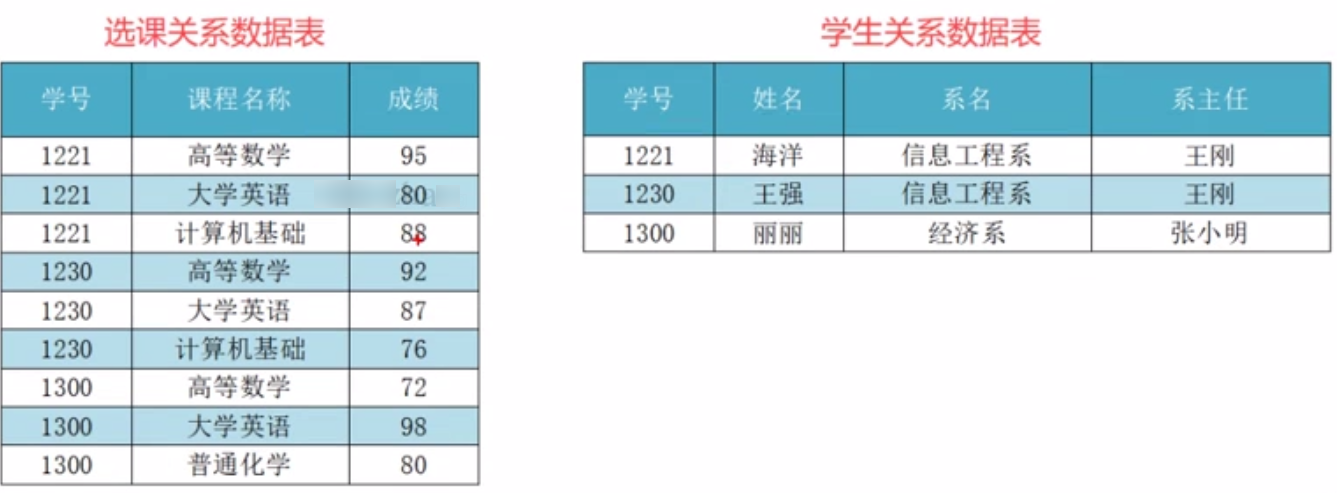 选课关系数据表
学号 课程名称 成绩
1221 高等数学 95
1221 大学英语 80
1221 计算机基础 88
1230 高等数学 92
1230 大学英语 87
1230 计算机基础 76
1300 高等数学 72
1300 大学英语 98
1300 普通化学 80
学生关系数据表
学号 姓名 系名 系主任
1221 海洋 信息工程系 王刚
1230 王强 信息工程系 王刚
1300 丽丽 经济系 张小明